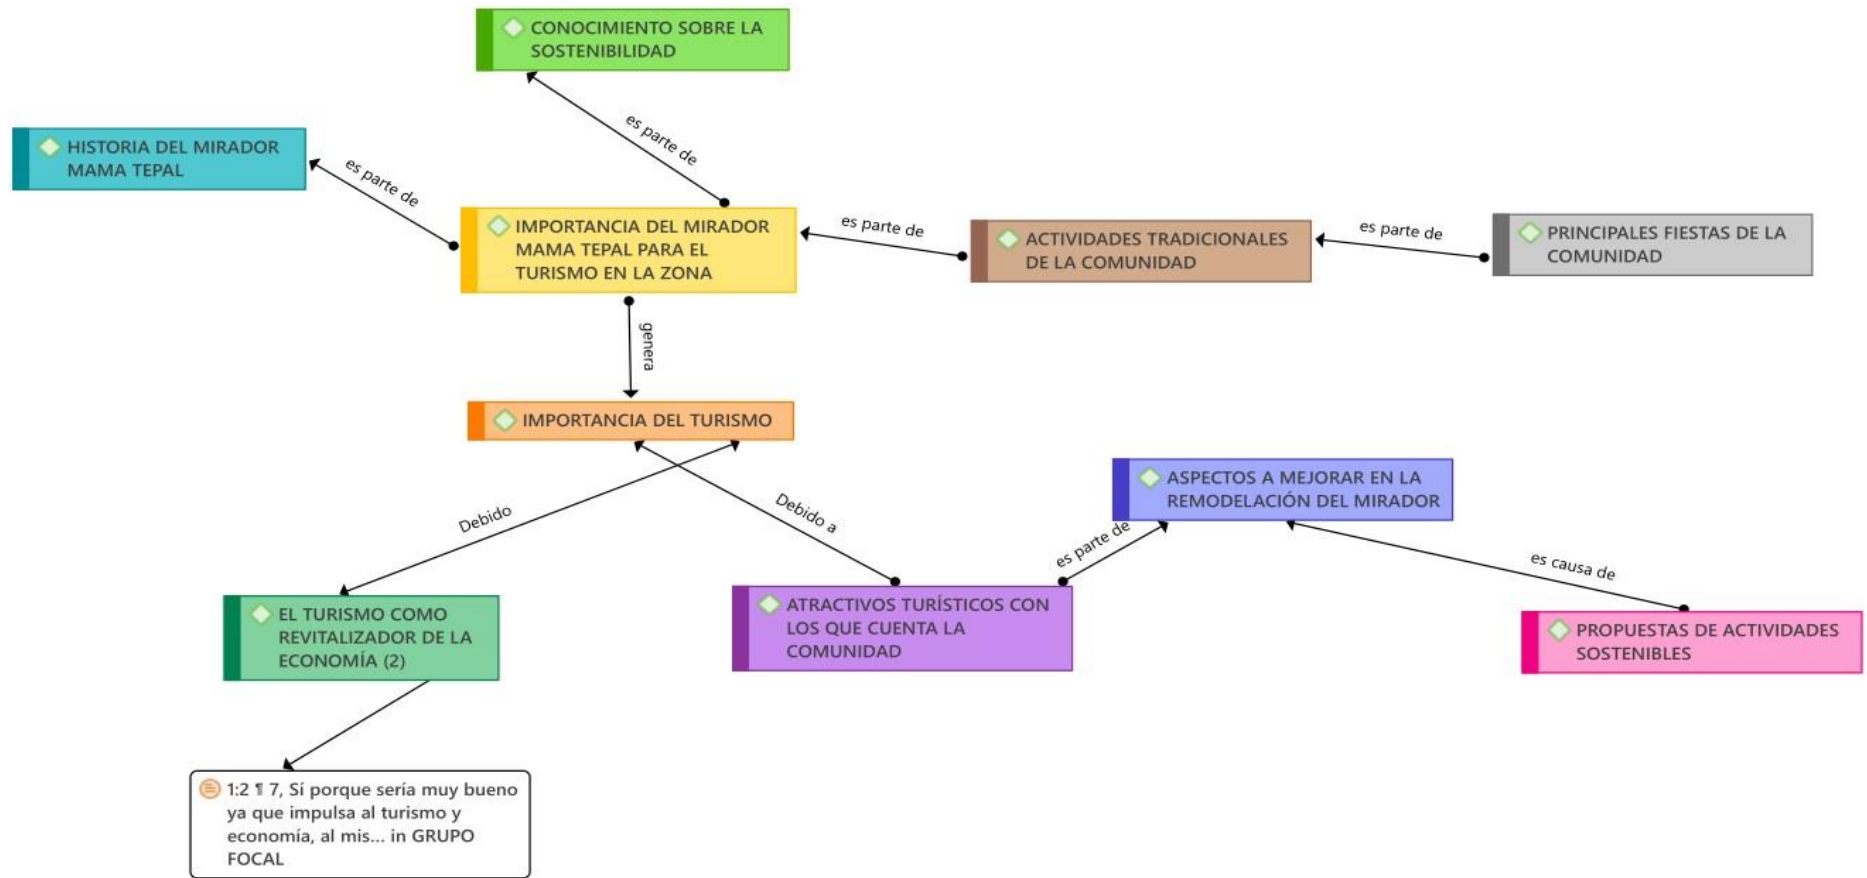 CONOCIMIENTO SOBRE LA
SOSTENIBILIDAD
es parte de
HISTORIA DEL MIRADOR
MAMA TEPAL
es parte de
IMPORTANCIA DEL MIRADOR
MAMA TEPAL PARA EL
TURISMO EN LA ZONA
es parte de
ACTIVIDADES TRADICIONALES
DE LA COMUNIDAD
es parte de
PRINCIPALES FIESTAS DE LA
COMUNIDAD
genera
IMPORTANCIA DEL TURISMO
Debido
Debido a
ASPECTOS A MEJORAR EN LA
REMODELACIÓN DEL MIRADOR
es parte de
es causa de
EL TURISMO COMO
REVITALIZADOR DE LA
ECONOMÍA (2)
ATRACTIVOS TURÍSTICOS CON
LOS QUE CUENTA LA
COMUNIDAD
PROPUESTAS DE ACTIVIDADES
SOSTENIBLES
1:2 ¶ 7, Sí porque sería muy bueno
ya que impulsa al turismo y
economía, al mis... in GRUPO
FOCAL